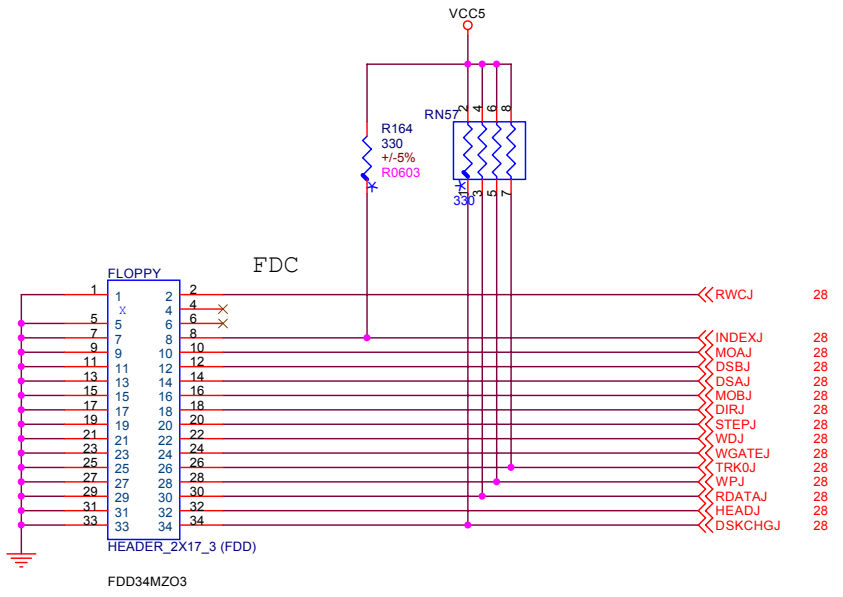 VCC5
R164
330
+/-5%
R0603
RN57
2
4
6
8
1
3
5
7
330
FDC
FLOPPY
1 1 2 2 RWCJ 28
X 4 4
5 5 6 6
7 7 8 8 INDEXJ 28
9 9 10 10 MOAJ 28
11 11 12 12 DSBJ 28
13 13 14 14 DSAJ 28
15 15 16 16 MOBJ 28
17 17 18 18 DIRJ 28
19 19 20 20 STEPJ 28
21 21 22 22 WDJ 28
23 23 24 24 WGATEJ 28
25 25 26 26 TRK0J 28
27 27 28 28 WPJ 28
29 29 30 30 RDATAJ 28
31 31 32 32 HEADJ 28
33 33 34 34 DSKCHGJ 28
HEADER_2X17_3 (FDD)
FDD34MZO3